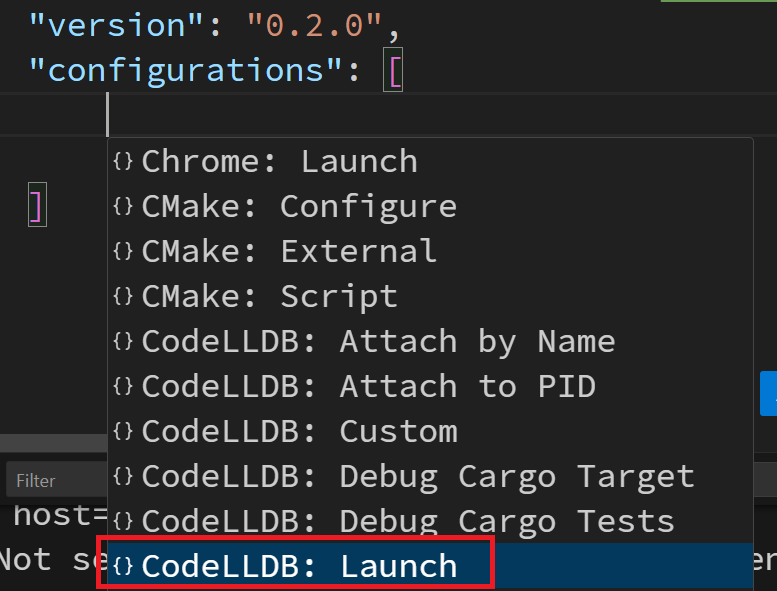 "version": "0.2.0",
"configurations": [
{} Chrome: Launch
{} CMake: Configure
]
{} CMake: External
{} CMake: Script
{} CodeLLDB: Attach by Name
{} CodeLLDB: Attach to PID
{} CodeLLDB: Custom
Filter
{} CodeLLDB: Debug Cargo Target
host=
{} CodeLLDB: Debug Cargo Tests
Not se
{} CodeLLDB: Launch
er